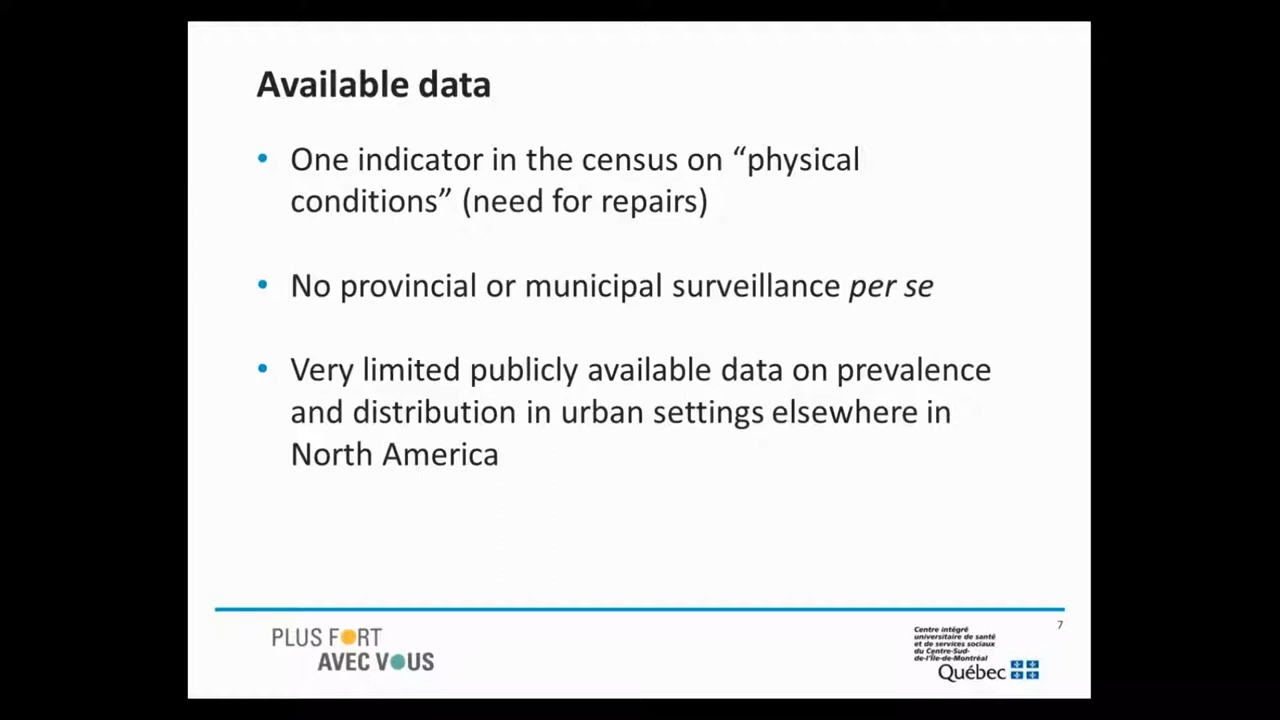 Available data
• One indicator in the census on “physical
conditions” (need for repairs)
• No provincial or municipal surveillance per se
• Very limited publicly available data on prevalence
and distribution in urban settings elsewhere in
North America
7
PLUS FORT
AVEC VOUS
Centre intégré
universitaire de santé
et de services sociaux
du Centre-Sud-
de-l'Île-de-Montréal
Québec